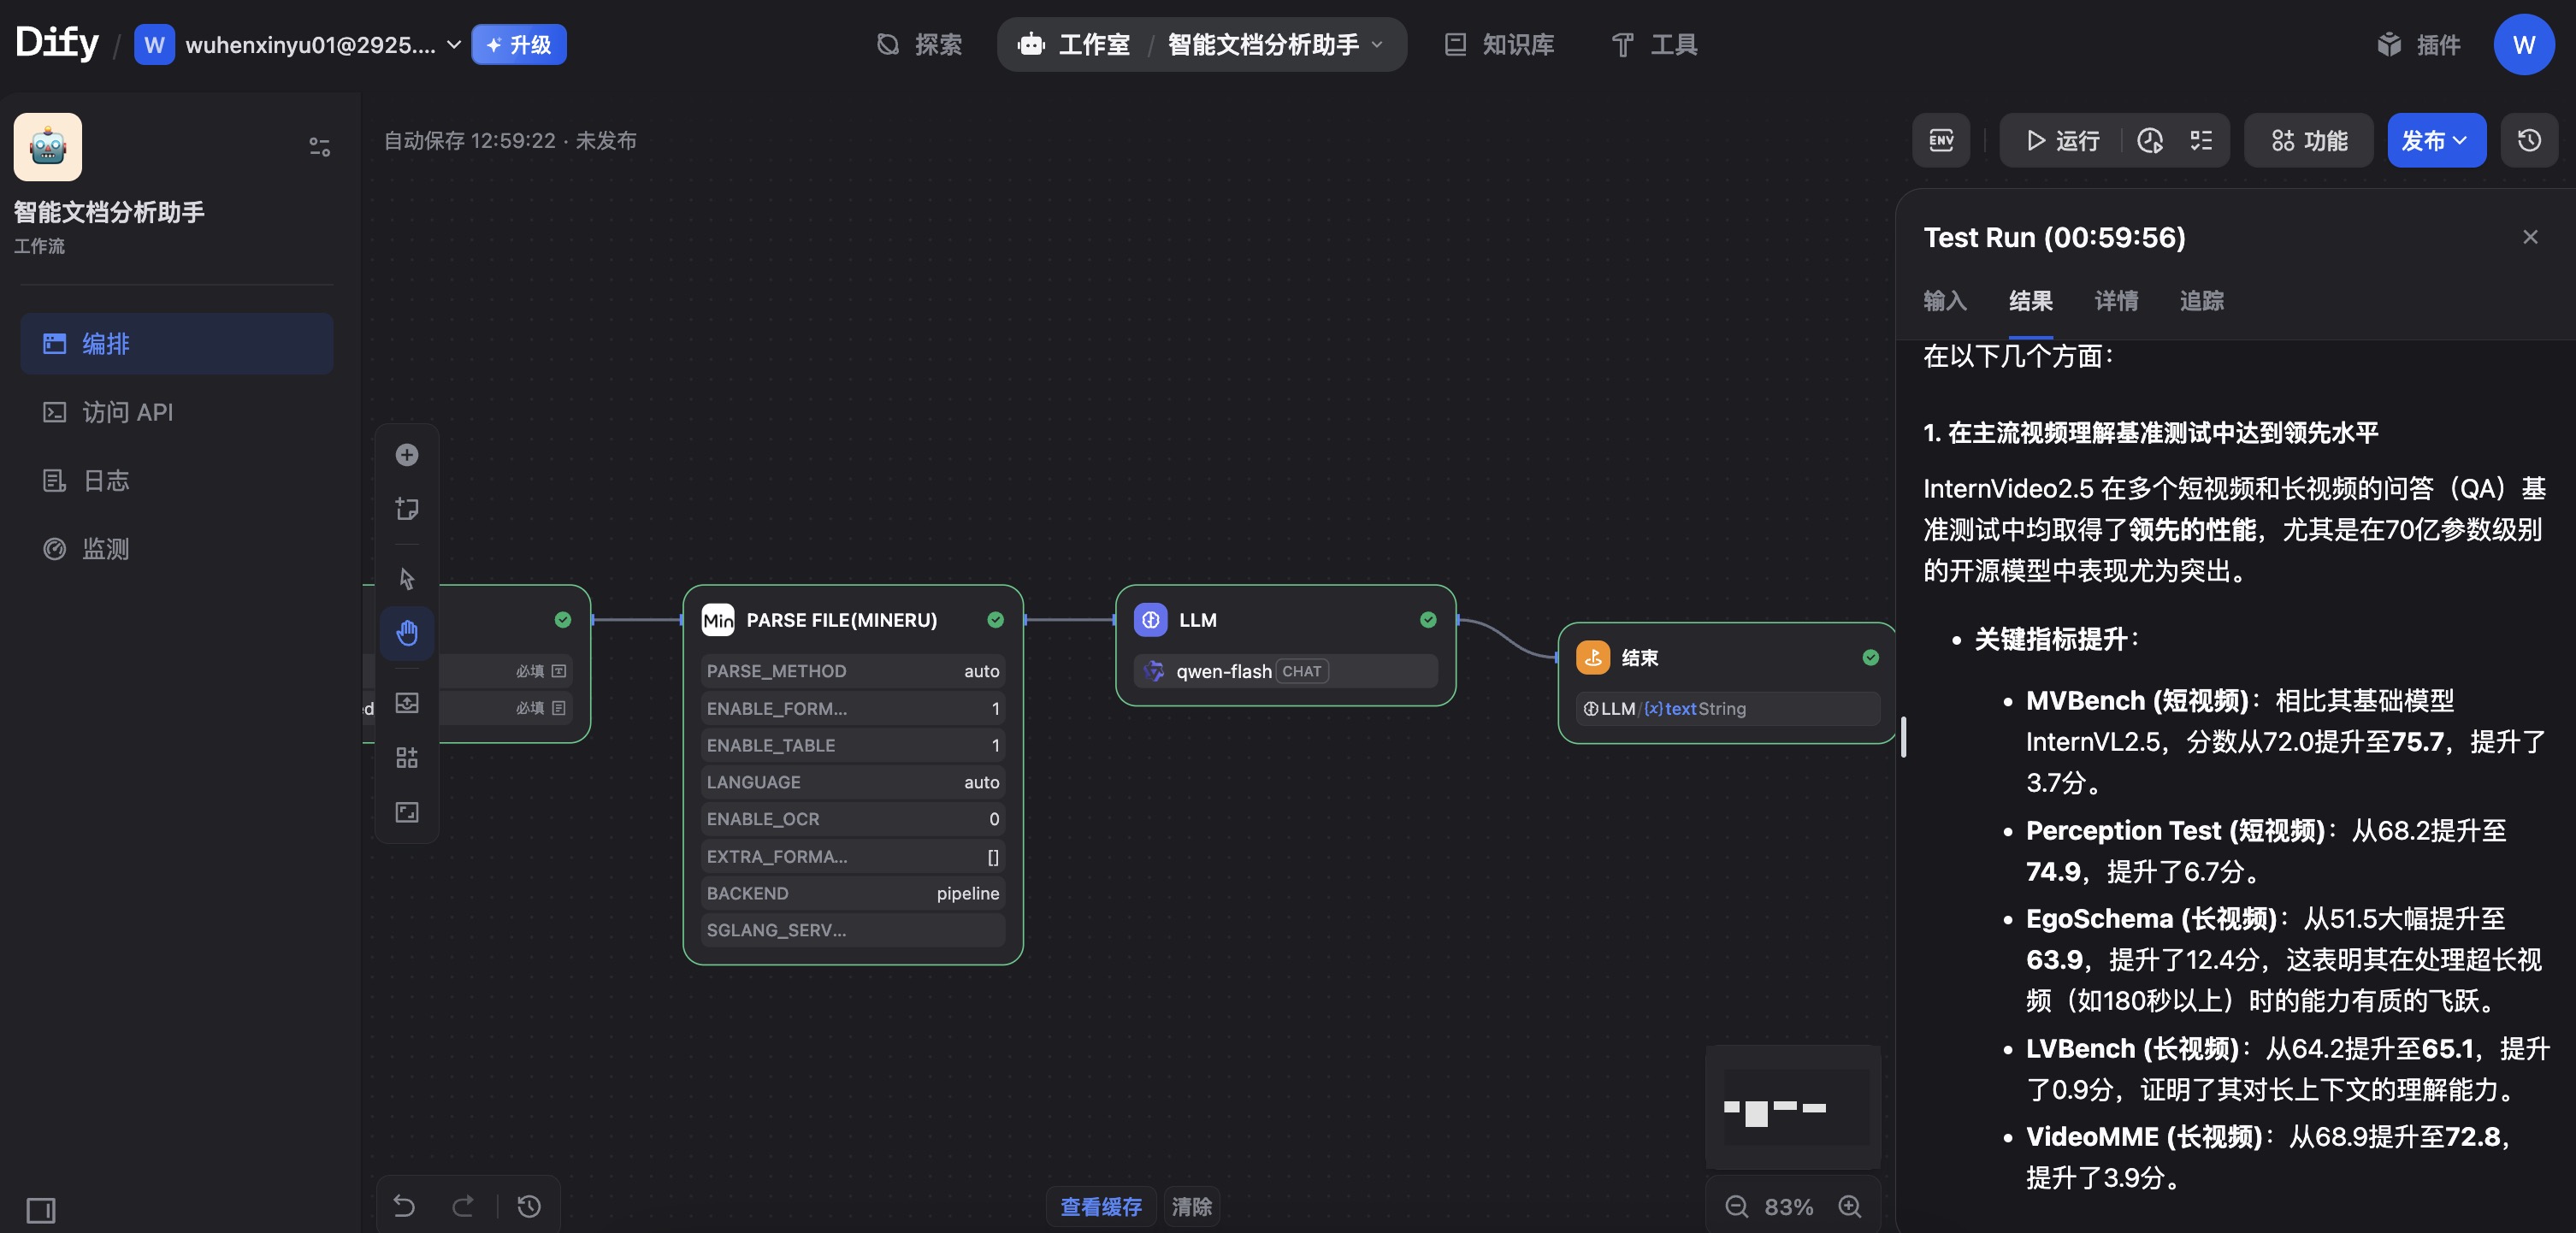 Dify / W wuhenxinyu01@2925.... 升级
探索
工作室 / 智能文档分析助手
知识库
工具
插件
W
智能文档分析助手
工作流
编排
访问 API
日志
监测
自动保存 12:59:22 · 未发布
ENV
运行
功能
发布
必填
ed 必填
Min PARSE FILE(MINERU)
PARSE_METHOD auto
ENABLE_FORM... 1
ENABLE_TABLE 1
LANGUAGE auto
ENABLE_OCR 0
EXTRA_FORMA... []
BACKEND pipeline
SGLANG_SERV...
LLM
qwen-flash CHAT
结束
LLM/{x}textString
查看缓存 清除
83%
Test Run (00:59:56)
输入 结果 详情 追踪
在以下几个方面：
1. 在主流视频理解基准测试中达到领先水平
InternVideo2.5 在多个短视频和长视频的问答（QA）基
准测试中均取得了领先的性能，尤其是在70亿参数级别
的开源模型中表现尤为突出。
• 关键指标提升：
• MVBench (短视频)：相比其基础模型
InternVL2.5，分数从72.0提升至75.7，提升了
3.7分。
• Perception Test (短视频)：从68.2提升至
74.9，提升了6.7分。
• EgoSchema (长视频)：从51.5大幅提升至
63.9，提升了12.4分，这表明其在处理超长视
频（如180秒以上）时的能力有质的飞跃。
• LVBench (长视频)：从64.2提升至65.1，提升
了0.9分，证明了其对长上下文的理解能力。
• VideoMME (长视频)：从68.9提升至72.8，
提升了3.9分。